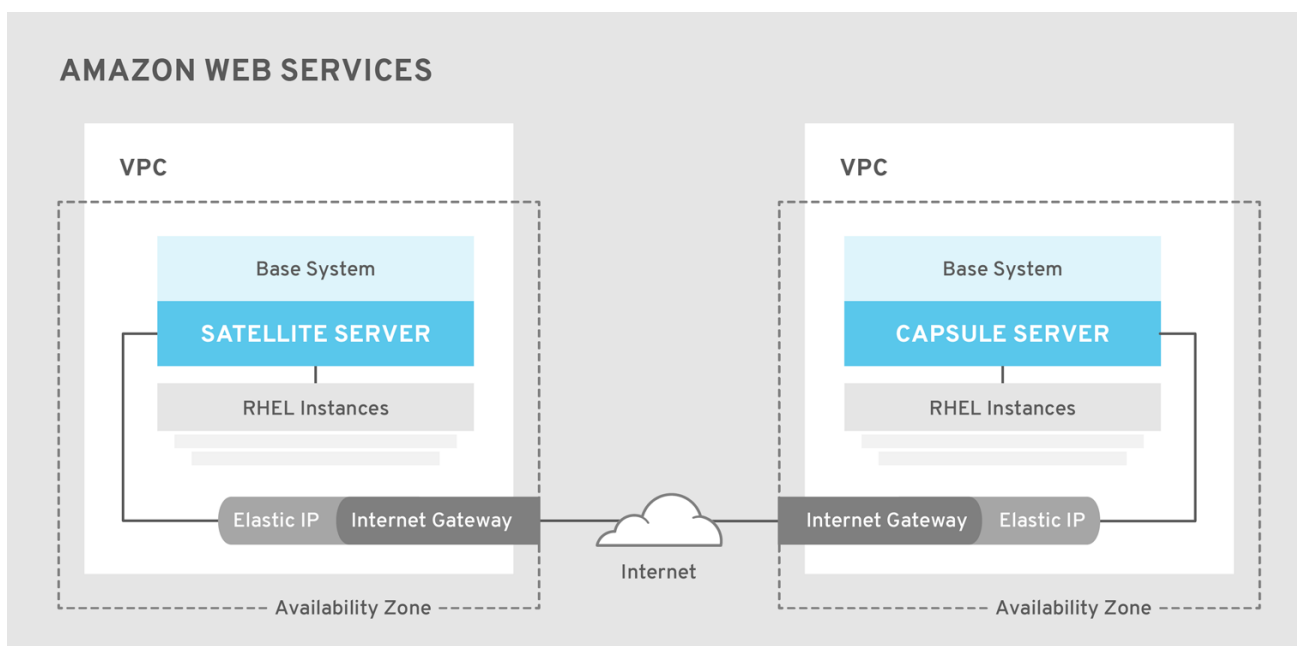 AMAZON WEB SERVICES
VPC
Base System
SATELLITE SERVER
RHEL Instances
Elastic IP
Internet Gateway
Availability Zone
Internet
VPC
Base System
CAPSULE SERVER
RHEL Instances
Internet Gateway
Elastic IP
Availability Zone